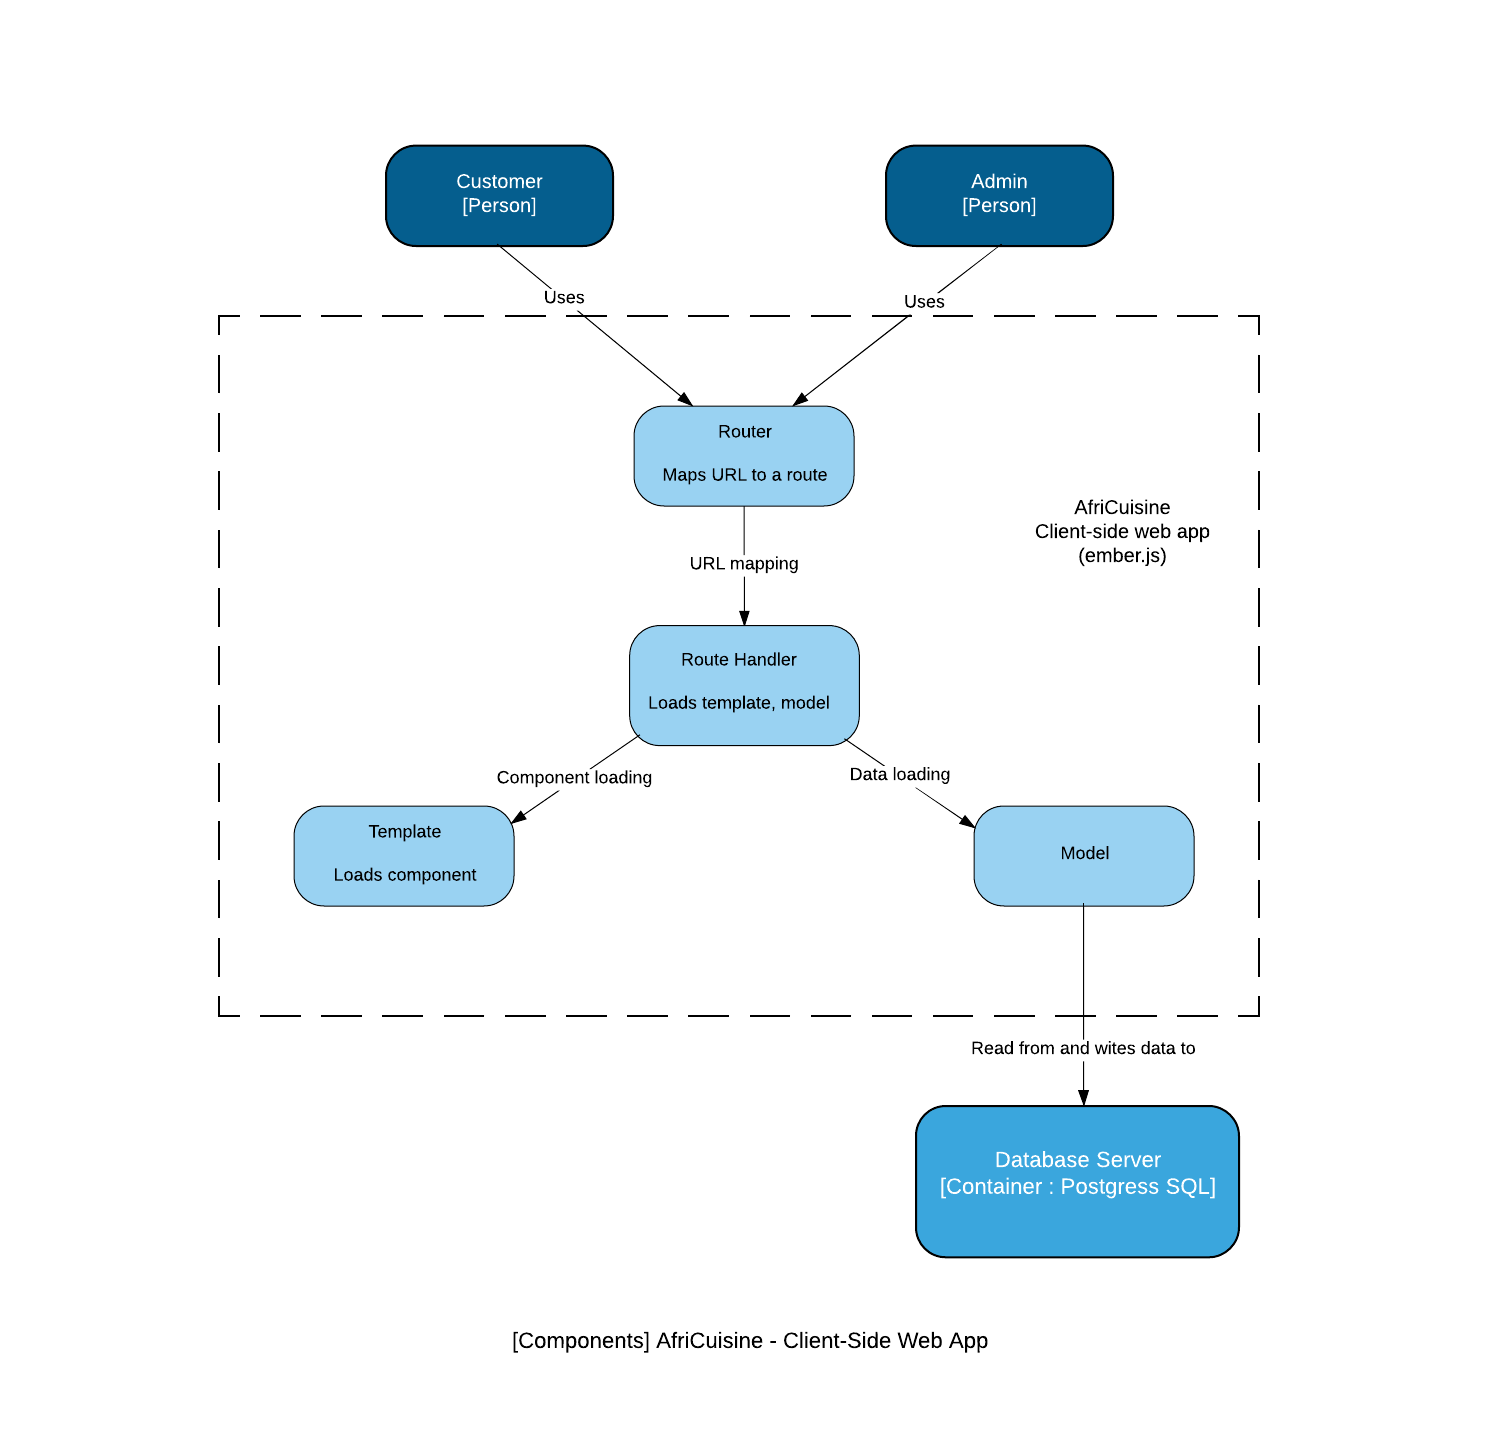 Customer
[Person]
Admin
[Person]
Uses
Uses
Router
Maps URL to a route
AfriCuisine
Client-side web app
(ember.js)
URL mapping
Route Handler
Loads template, model
Component loading
Data loading
Template
Loads component
Model
Read from and wites data to
Database Server
[Container : Postgress SQL]
[Components] AfriCuisine - Client-Side Web App